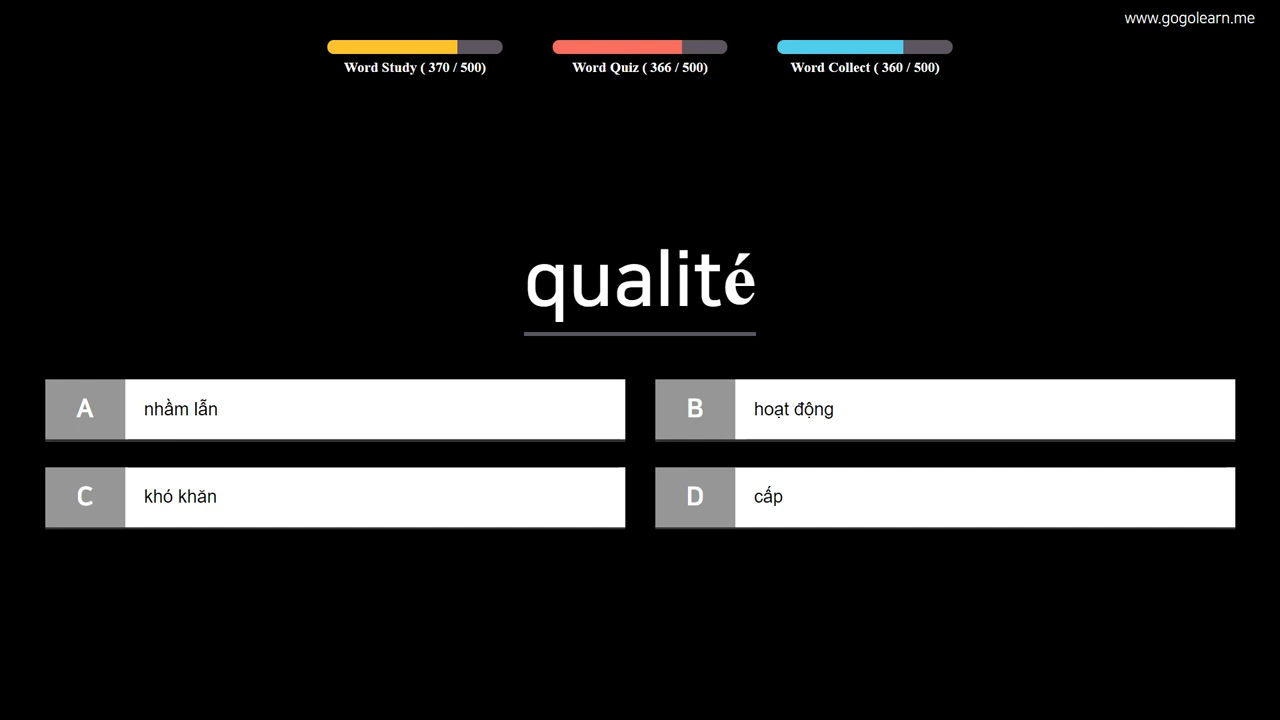 www.gogolearn.me
Word Study ( 370 / 500)
Word Quiz ( 366 / 500)
Word Collect ( 360 / 500)
qualité
A nhầm lẫn
B hoạt động
C khó khăn
D cấp